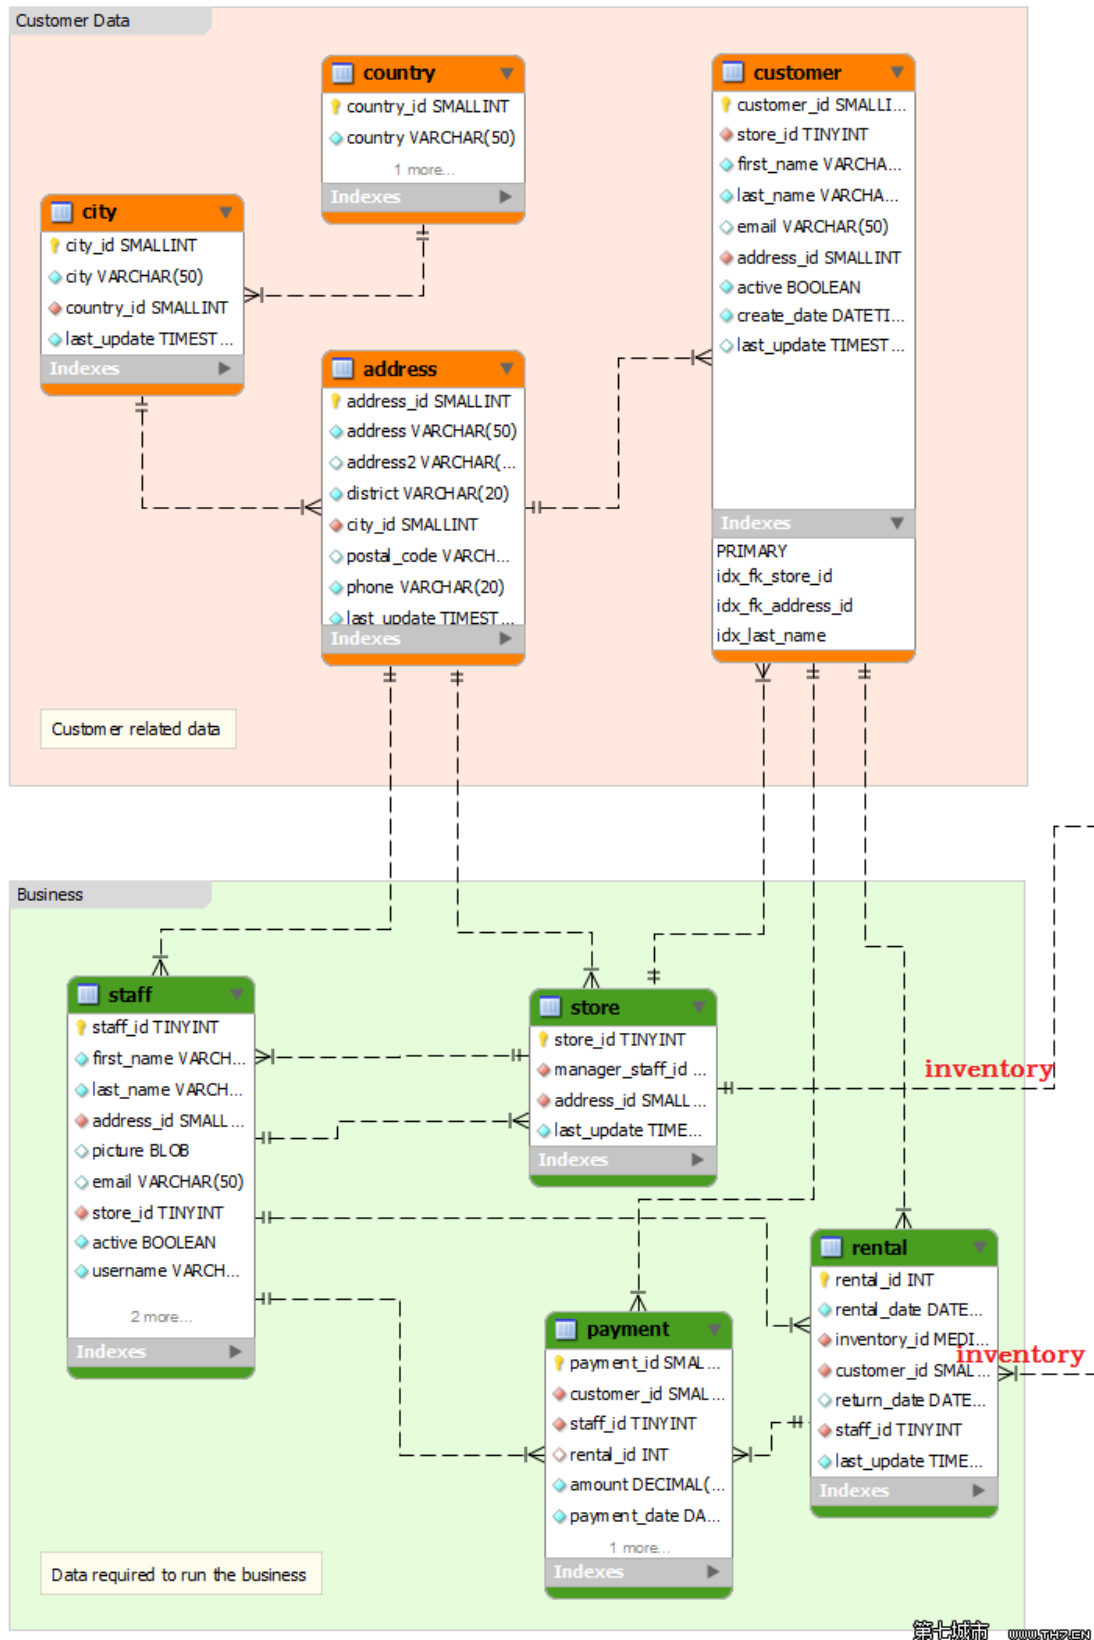 Customer Data
country
country_id SMALLINT
country VARCHAR(50)
1 more...
Indexes
customer
customer_id SMALLI...
store_id TINYINT
first_name VARCHA...
last_name VARCHA...
email VARCHAR(50)
address_id SMALLINT
active BOOLEAN
create_date DATETI...
last_update TIMEST...
Indexes
PRIMARY
idx_fk_store_id
idx_fk_address_id
idx_last_name
city
city_id SMALLINT
city VARCHAR(50)
country_id SMALLINT
last_update TIMEST...
Indexes
address
address_id SMALLINT
address VARCHAR(50)
address2 VARCHAR(...
district VARCHAR(20)
city_id SMALLINT
postal_code VARCH...
phone VARCHAR(20)
last_update TIMEST...
Indexes
Customer related data
Business
staff
staff_id TINYINT
first_name VARCH...
last_name VARCH...
address_id SMALL...
picture BLOB
email VARCHAR(50)
store_id TINYINT
active BOOLEAN
username VARCH...
2 more...
Indexes
store
store_id TINYINT
manager_staff_id ...
address_id SMALL...
last_update TIME...
Indexes
inventory
payment
payment_id SMAL...
customer_id SMAL...
staff_id TINYINT
rental_id INT
amount DECIMAL(...
payment_date DA...
1 more...
Indexes
rental
rental_id INT
rental_date DATE...
inventory_id MEDI...
customer_id SMAL...
return_date DATE...
staff_id TINYINT
last_update TIME...
Indexes
inventory
Data required to run the business
第七城市 WWW.TH7.CN